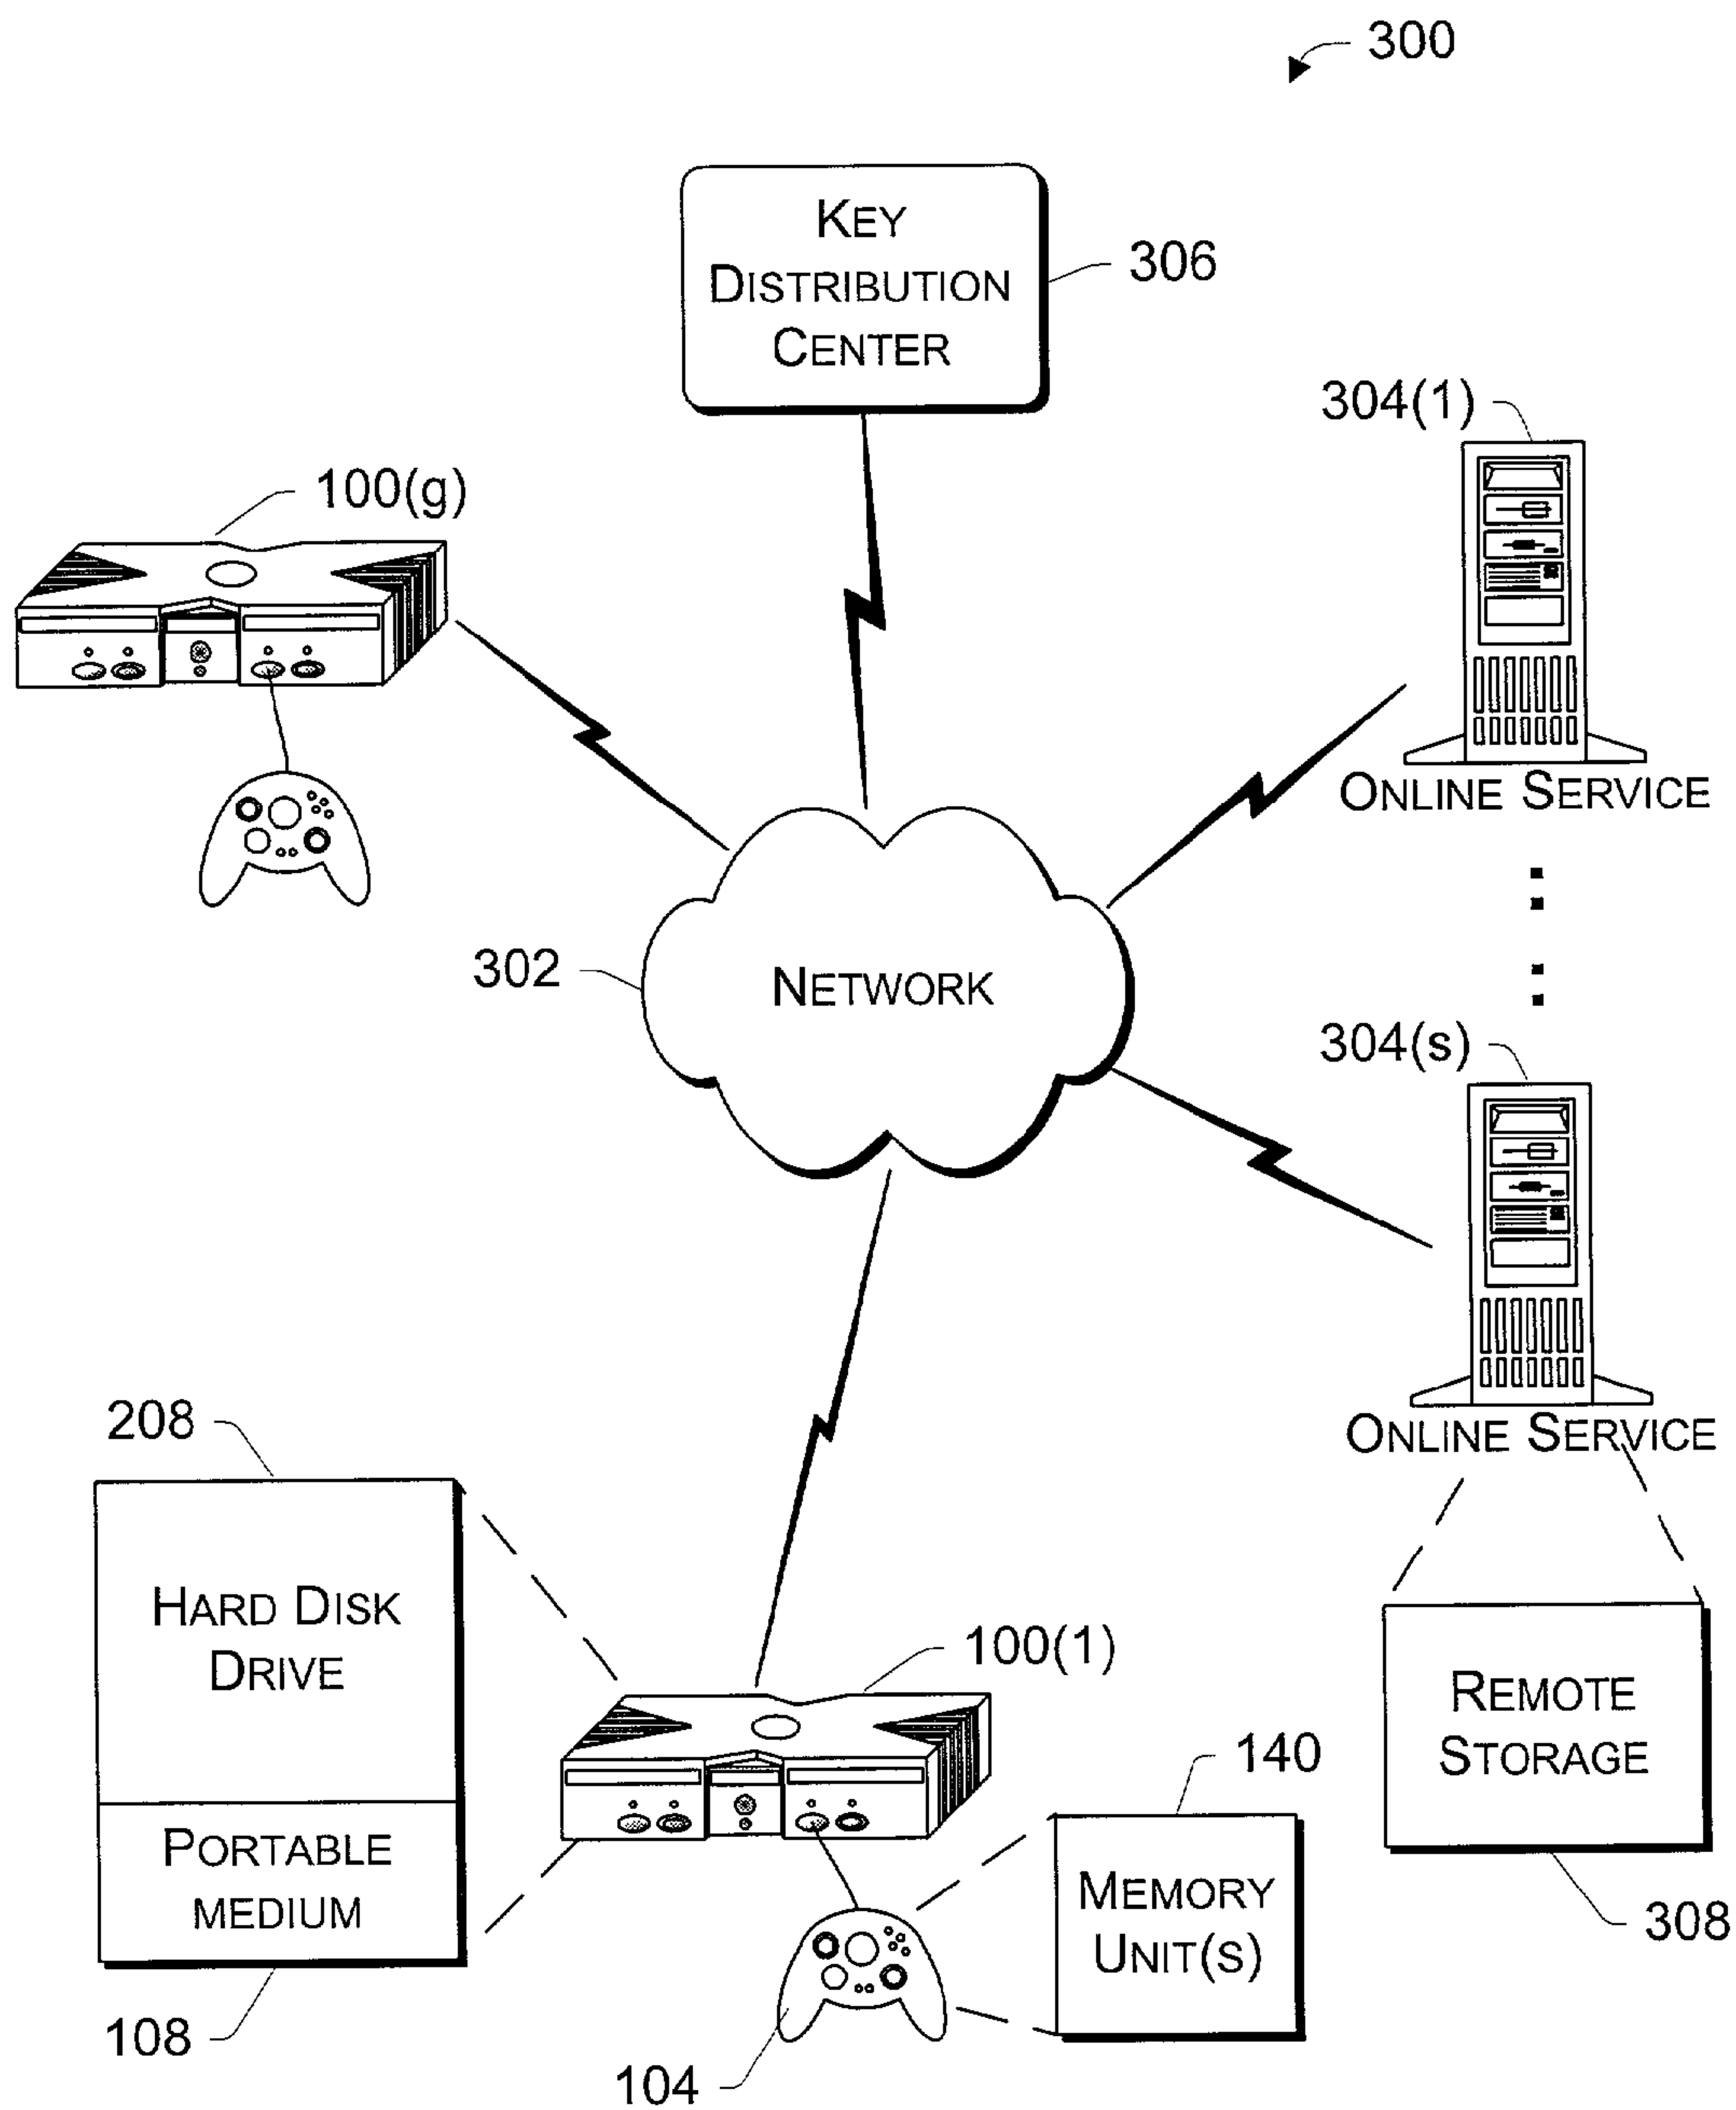 300
KEY
DISTRIBUTION
CENTER
306
304(1)
100(g)
ONLINE SERVICE
302
NETWORK
304(s)
208
ONLINE SERVICE
HARD DISK
DRIVE
100(1)
REMOTE
STORAGE
140
PORTABLE
MEDIUM
MEMORY
UNIT(S)
308
108
104